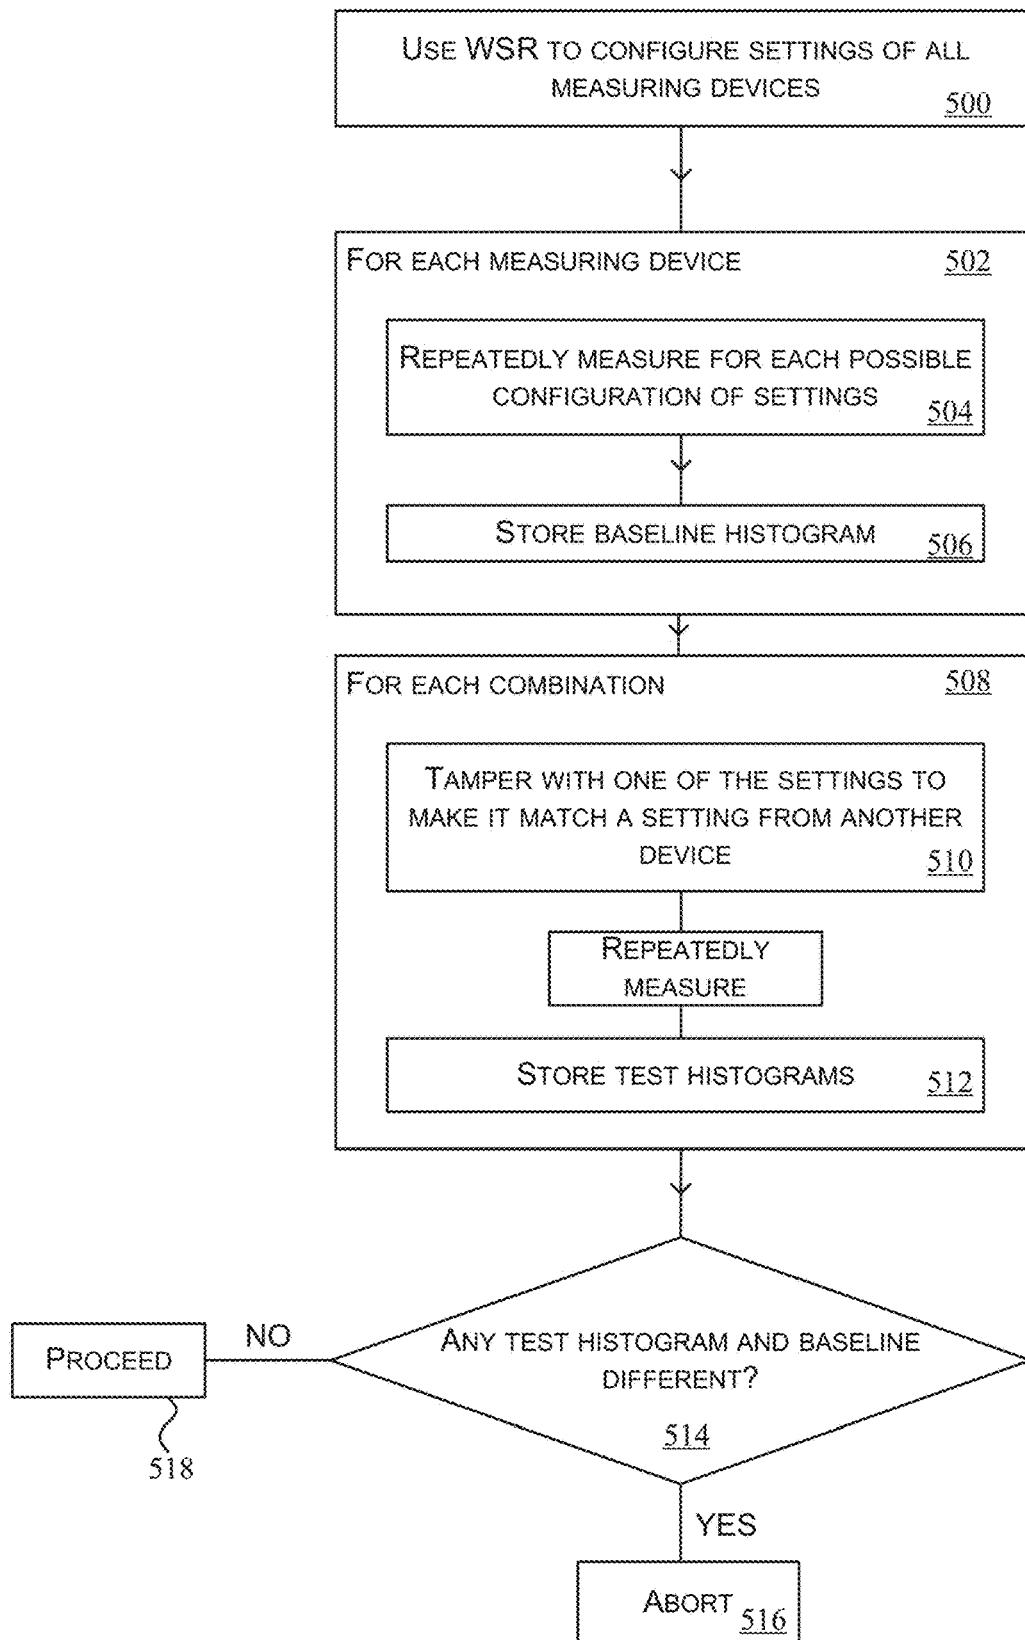 USE WSR TO CONFIGURE SETTINGS OF ALL
MEASURING DEVICES
500
FOR EACH MEASURING DEVICE
502
REPEATEDLY MEASURE FOR EACH POSSIBLE
CONFIGURATION OF SETTINGS
504
STORE BASELINE HISTOGRAM
506
FOR EACH COMBINATION
508
TAMPER WITH ONE OF THE SETTINGS TO
MAKE IT MATCH A SETTING FROM ANOTHER
DEVICE
510
REPEATEDLY
MEASURE
STORE TEST HISTOGRAMS
512
ANY TEST HISTOGRAM AND BASELINE
DIFFERENT?
514
NO
PROCEED
518
YES
ABORT
516